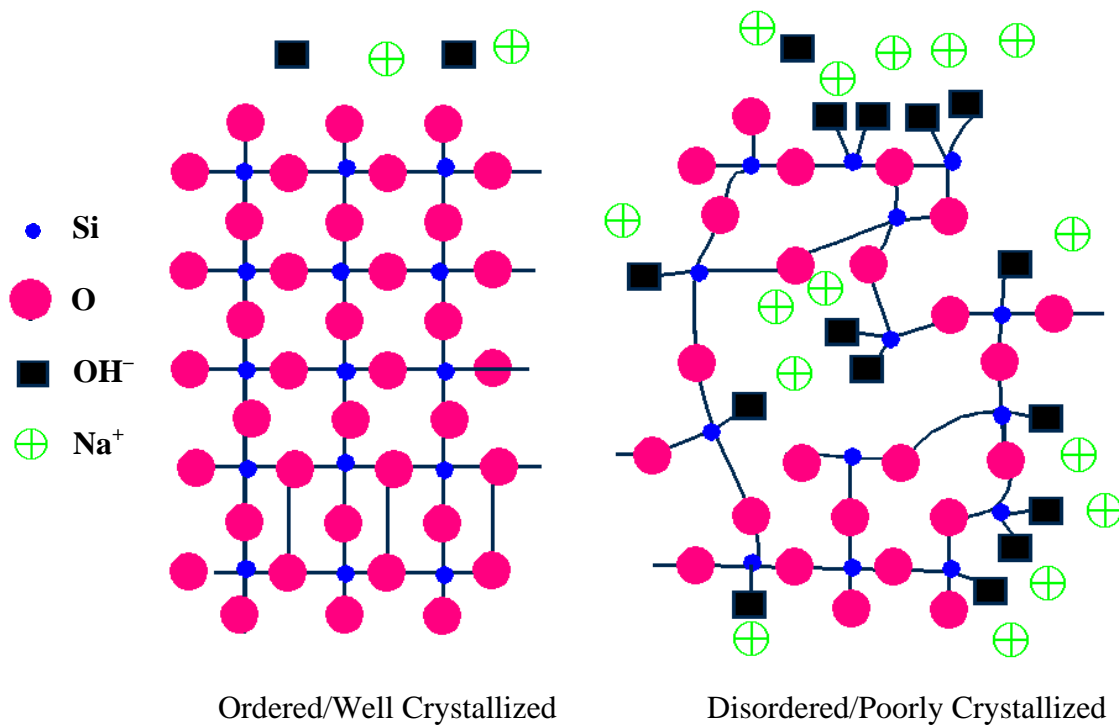 Si
O
OH⁻
Na⁺
Ordered/Well Crystallized
Disordered/Poorly Crystallized